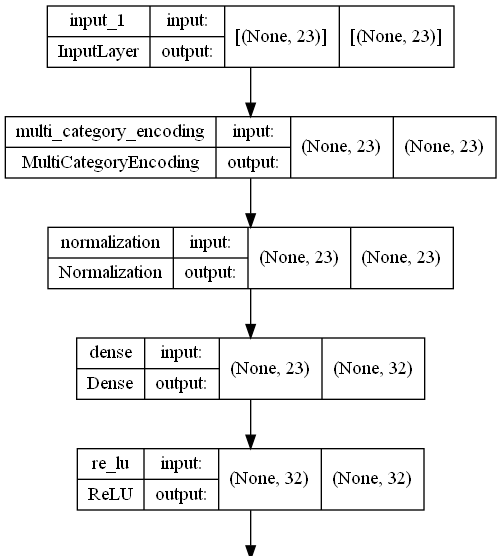 input_1 input: [(None, 23)] [(None, 23)]
InputLayer output:
multi_category_encoding input: (None, 23) (None, 23)
MultiCategoryEncoding output:
normalization input: (None, 23) (None, 23)
Normalization output:
dense input: (None, 23) (None, 32)
Dense output:
re_lu input: (None, 32) (None, 32)
ReLU output: